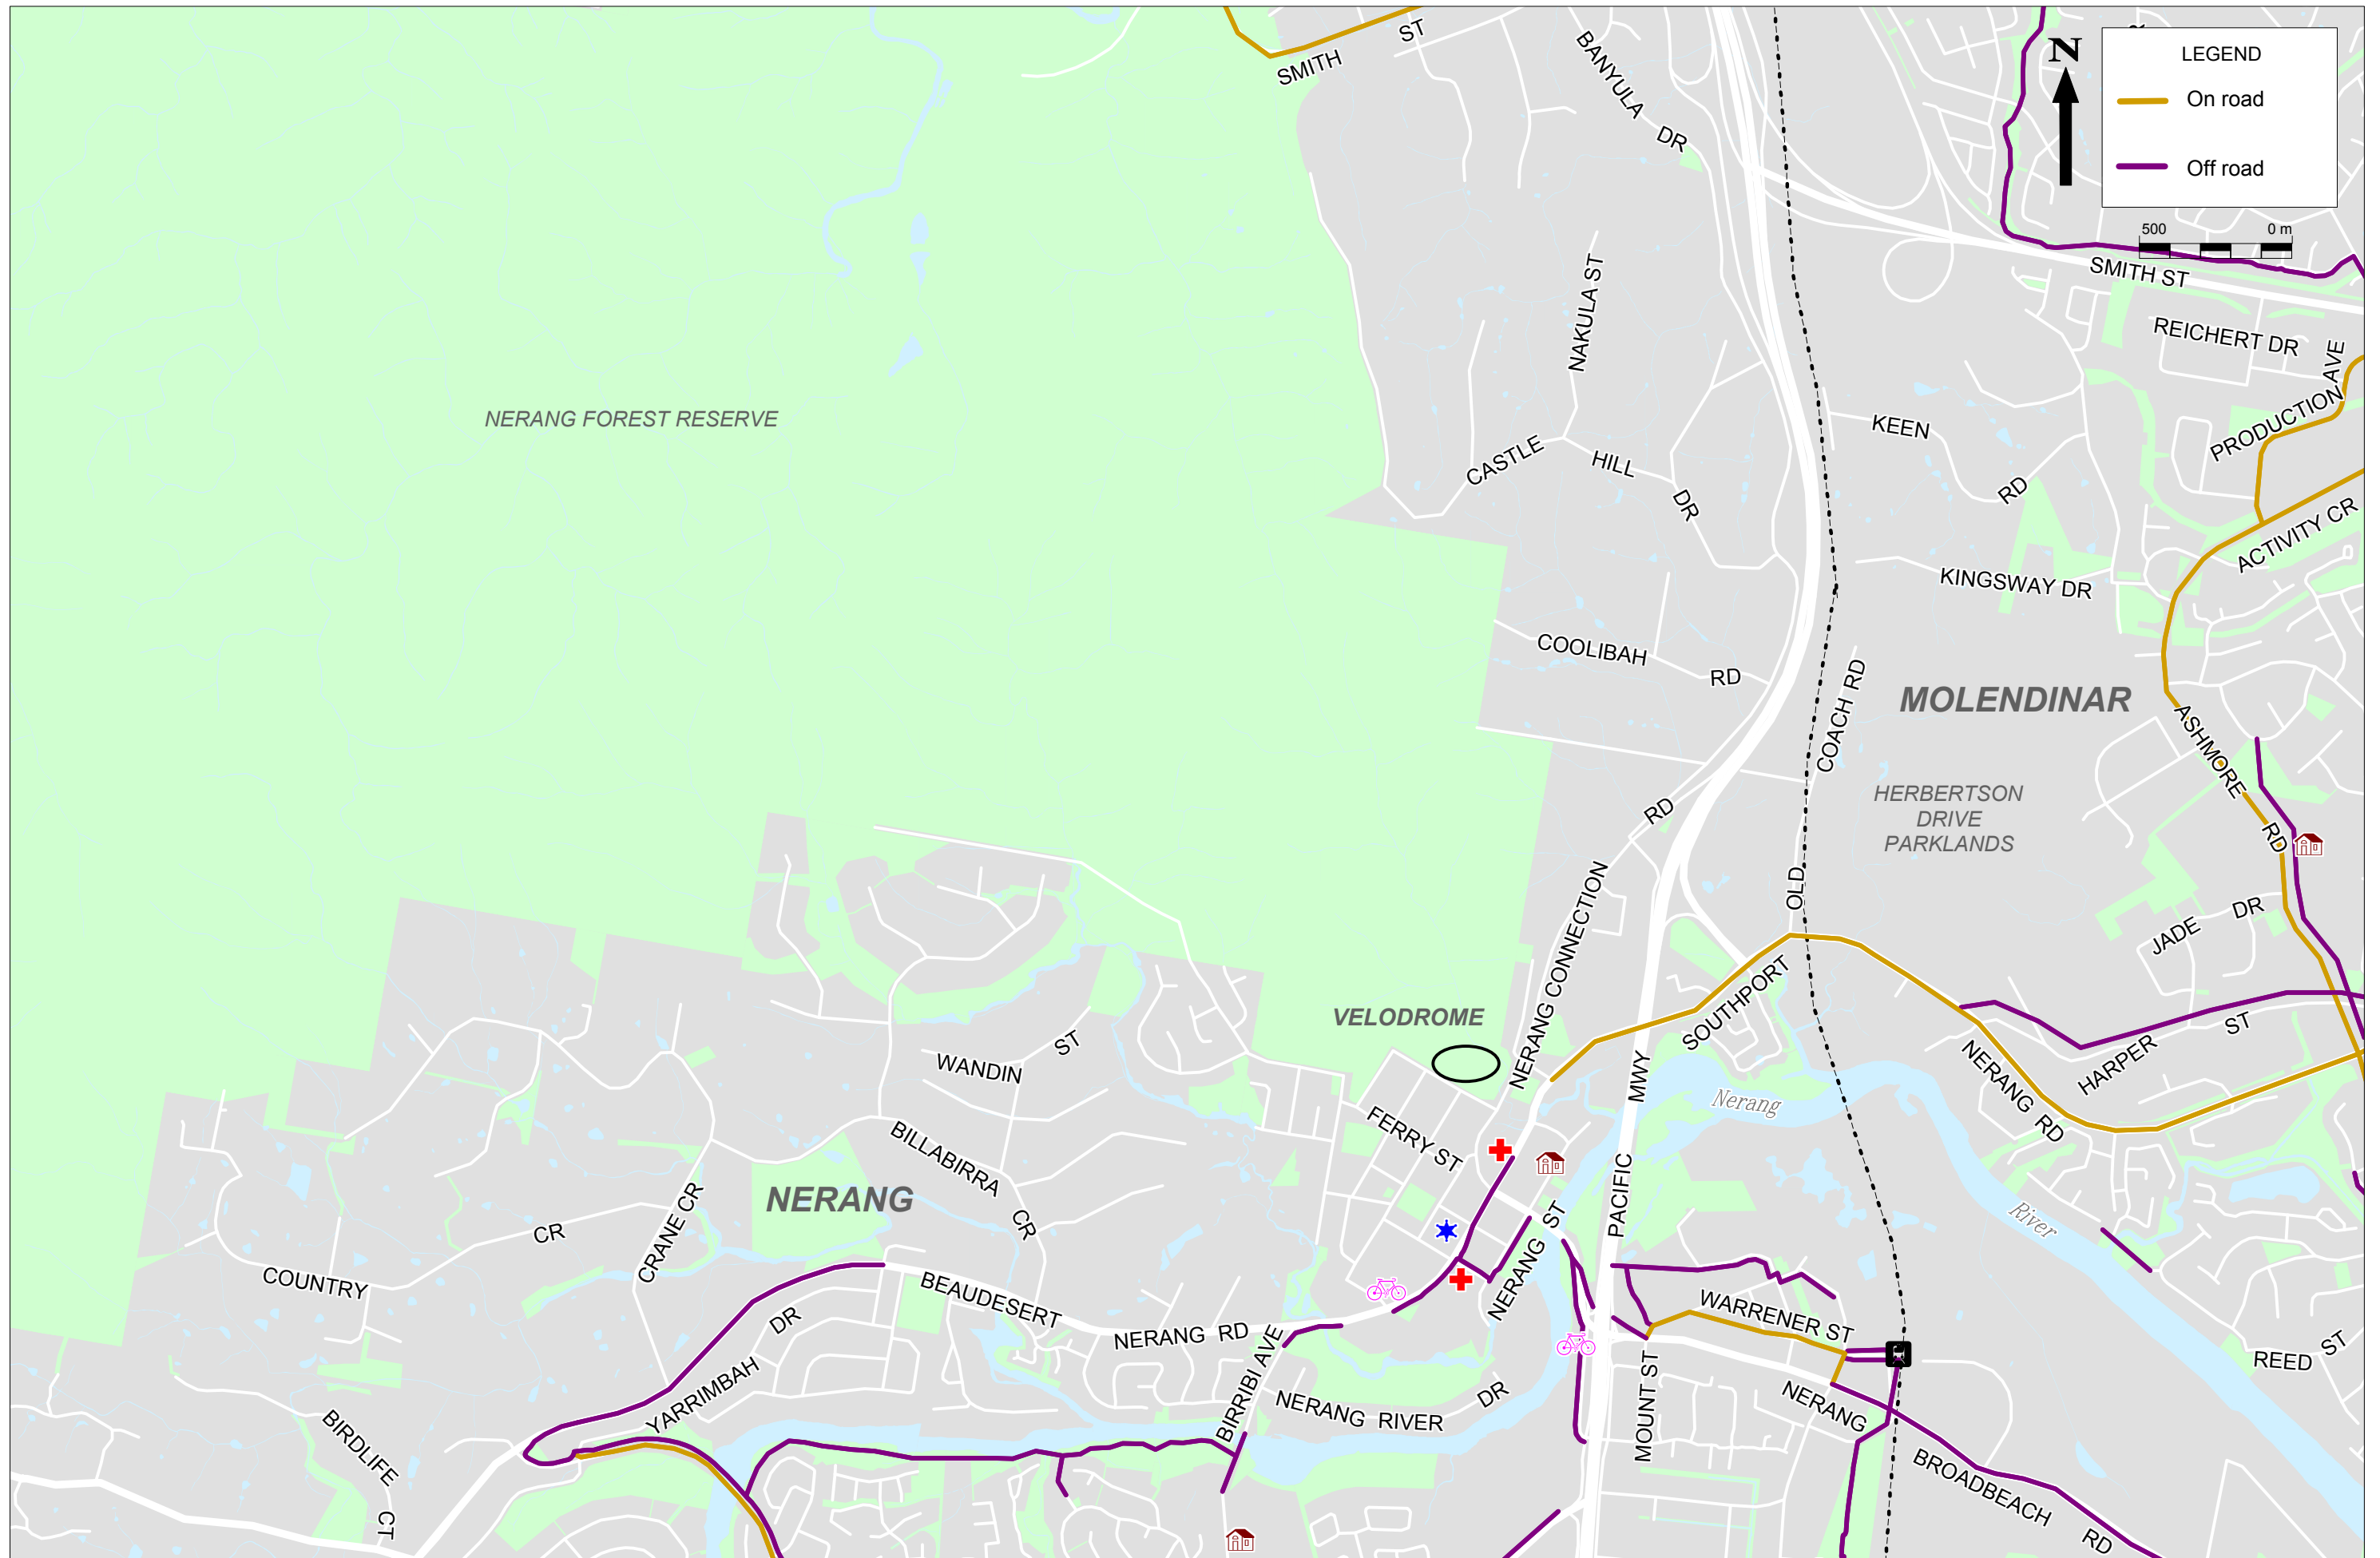 SMITH ST
BANYULA DR
N
LEGEND
On road
Off road
500 0 m
SMITH ST
REICHERT DR
PRODUCTION AVE
NAKULA ST
NERANG FOREST RESERVE
CASTLE HILL DR
KEEN RD
ACTIVITY CR
KINGSWAY DR
COOLIBAH RD
MOLENDINAR
OLD COACH RD
ASHMORE RD
HERBERTSON
DRIVE
PARKLANDS
NERANG CONNECTION RD
JADE DR
SOUTHPORT
NERANG RD
VELODROME
HARPER ST
WANDIN ST
PACIFIC MWY
Nerang
River
FERRY ST
BILLABIRRA CR
NERANG
CRANE CR
COUNTRY CR
NERANG ST
BEAUDESERT
NERANG RD
WARRENER ST
YARRIMBAH DR
BIRRIBI AVE
NERANG RIVER DR
MOUNT ST
REED ST
NERANG
BROADBEACH
RD
BIRDLIFE CT